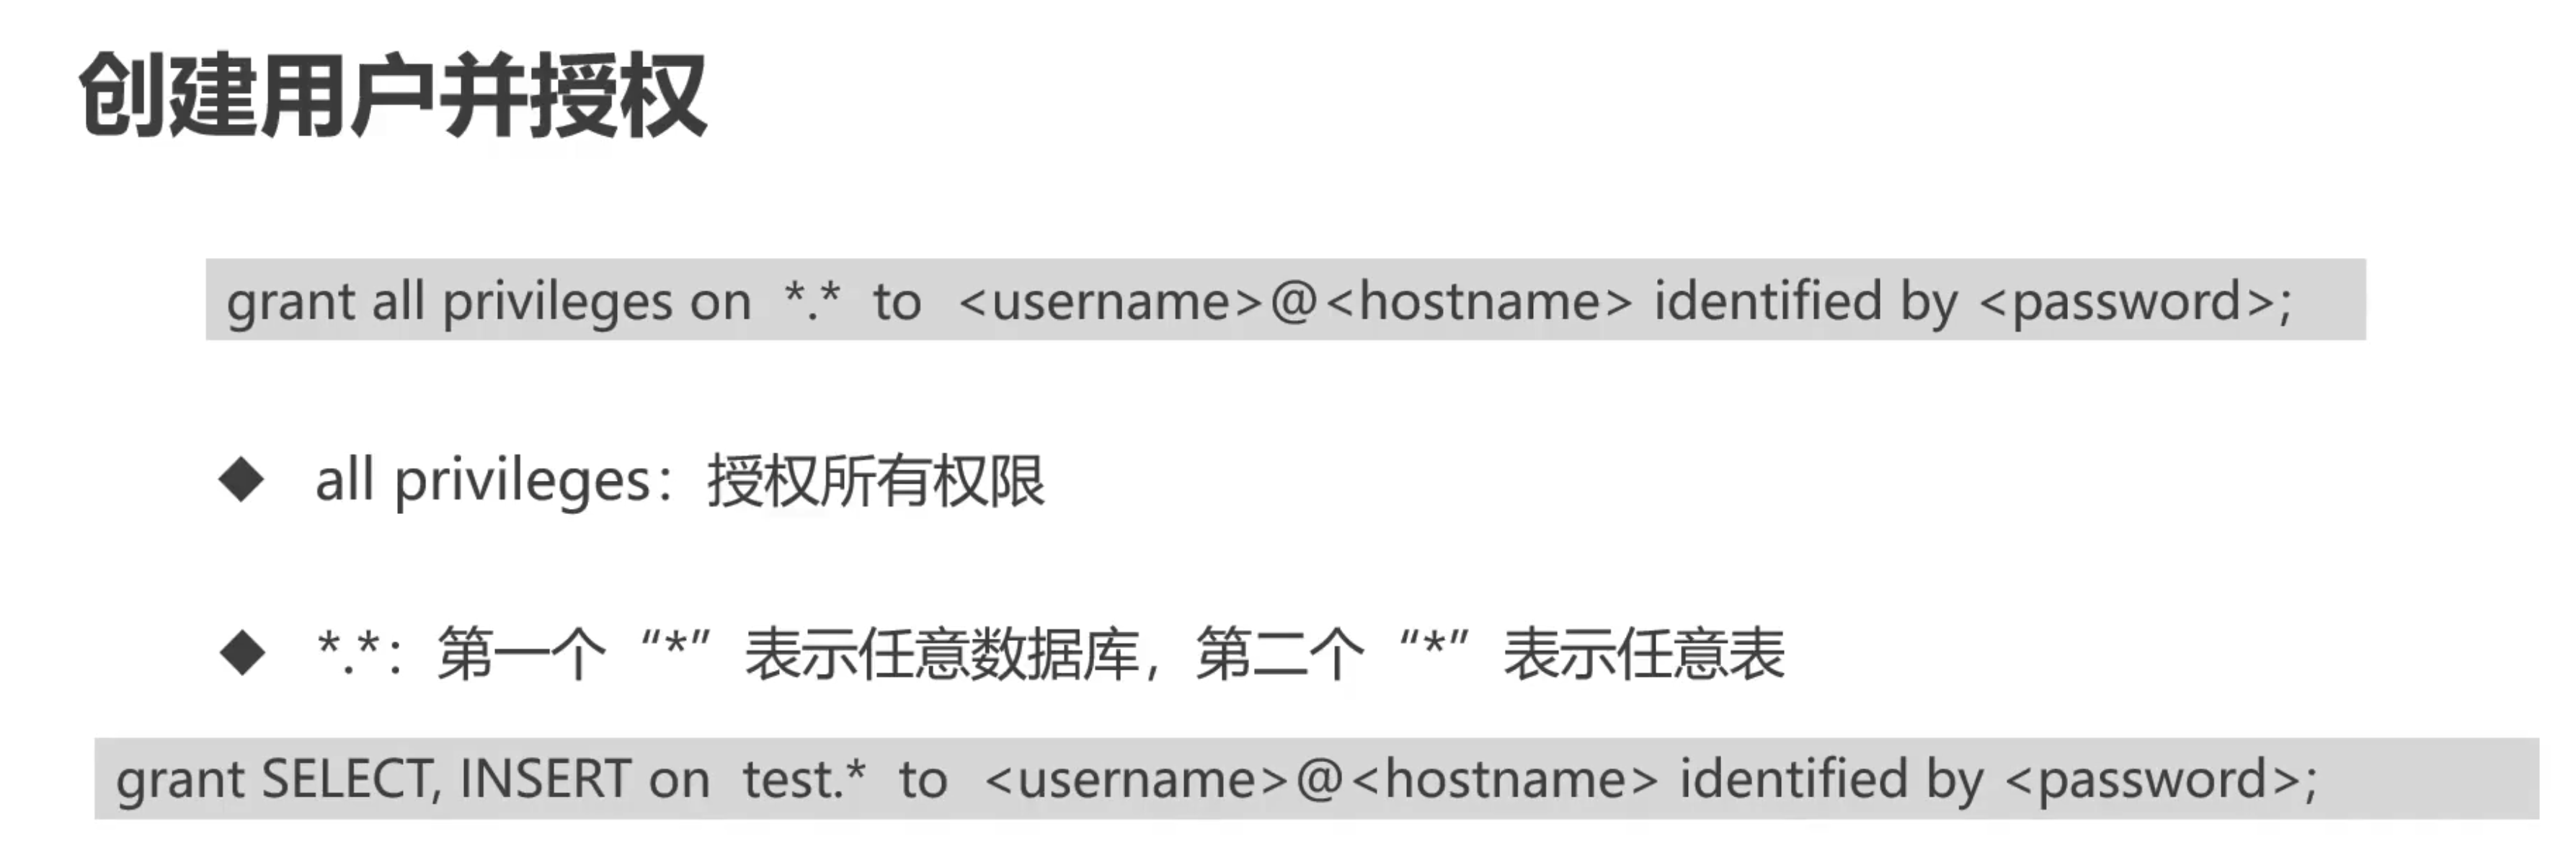 创建用户并授权
grant all privileges on *.* to <username>@<hostname> identified by <password>;
◆ all privileges：授权所有权限
◆ *.*：第一个“*”表示任意数据库，第二个“*”表示任意表
grant SELECT, INSERT on test.* to <username>@<hostname> identified by <password>;